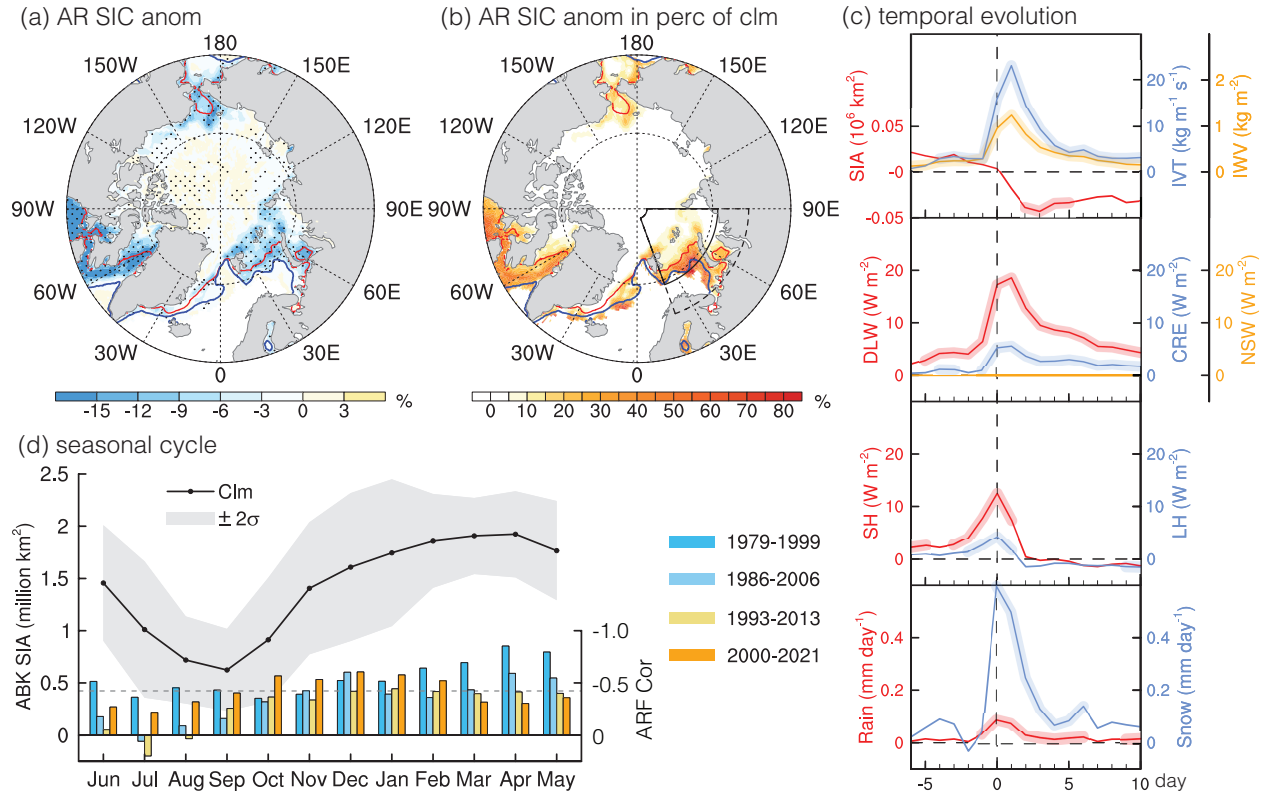 (a) AR SIC anom
180
150W
150E
120W
120E
90W
90E
60W
60E
30W
30E
0
-15 -12 -9 -6 -3 0 3 %
(b) AR SIC anom in perc of clm
180
150W
150E
120W
120E
90W
90E
60W
60E
30W
30E
0
0 10 20 30 40 50 60 70 80 %
(c) temporal evolution
SIA (10⁶ km²)
0.05
-0
-0.05
IVT (kg m⁻¹ s⁻¹)
20
10
0
IWV (kg m⁻²)
2
1
0
DLW (W m⁻²)
20
10
0
CRE (W m⁻²)
20
10
0
NSW (W m⁻²)
20
10
0
SH (W m⁻²)
20
10
0
LH (W m⁻²)
20
10
0
Rain (mm day⁻¹)
0.4
0.2
0
Snow (mm day⁻¹)
0.4
0.2
0
-5 0 5 10 day
(d) seasonal cycle
ABK SIA (million km²)
2.5
2
1.5
1
0.5
0
Clm
± 2σ
1979-1999
1986-2006
1993-2013
2000-2021
ARF Cor
-1.0
-0.5
0
Jun Jul Aug Sep Oct Nov Dec Jan Feb Mar Apr May